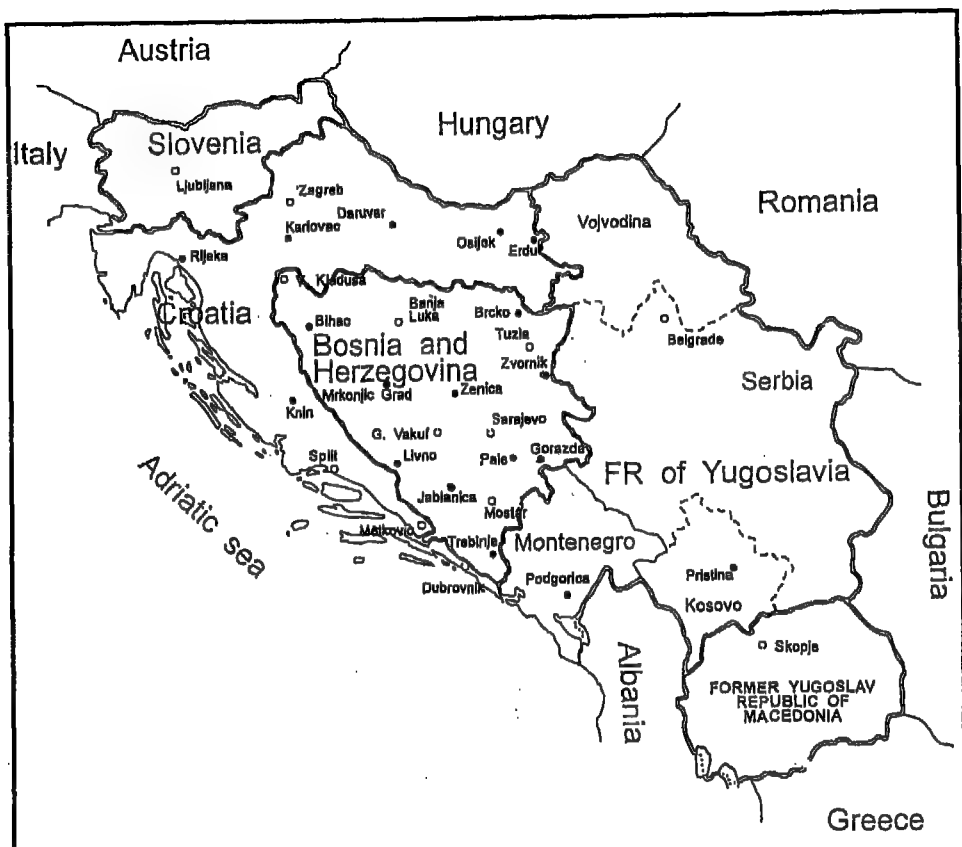 Austria
Hungary
Italy
Slovenia
Ljubljana
Zagreb
Karlovac
Daruvar
Osijek
Erdu
Vojvodina
Romania
Rijeka
V. Kladusa
Croatia
Bihac
Banja
Luka
Brcko
Tuzla
Zvornik
Belgrade
Bosnia and
Herzegovina
Serbia
Mrkonjic Grad
Zenica
Knin
G. Vakuf
Sarajevo
Split
Livno
Pale
Gorazda
FR of Yugoslavia
Adriatic sea
Jablanica
Mostar
Metkovic
Trebinje
Montenegro
Bulgaria
Dubrovnik
Podgorica
Pristina
Kosovo
Albania
Skopje
FORMER YUGOSLAV
REPUBLIC OF
MACEDONIA
Greece